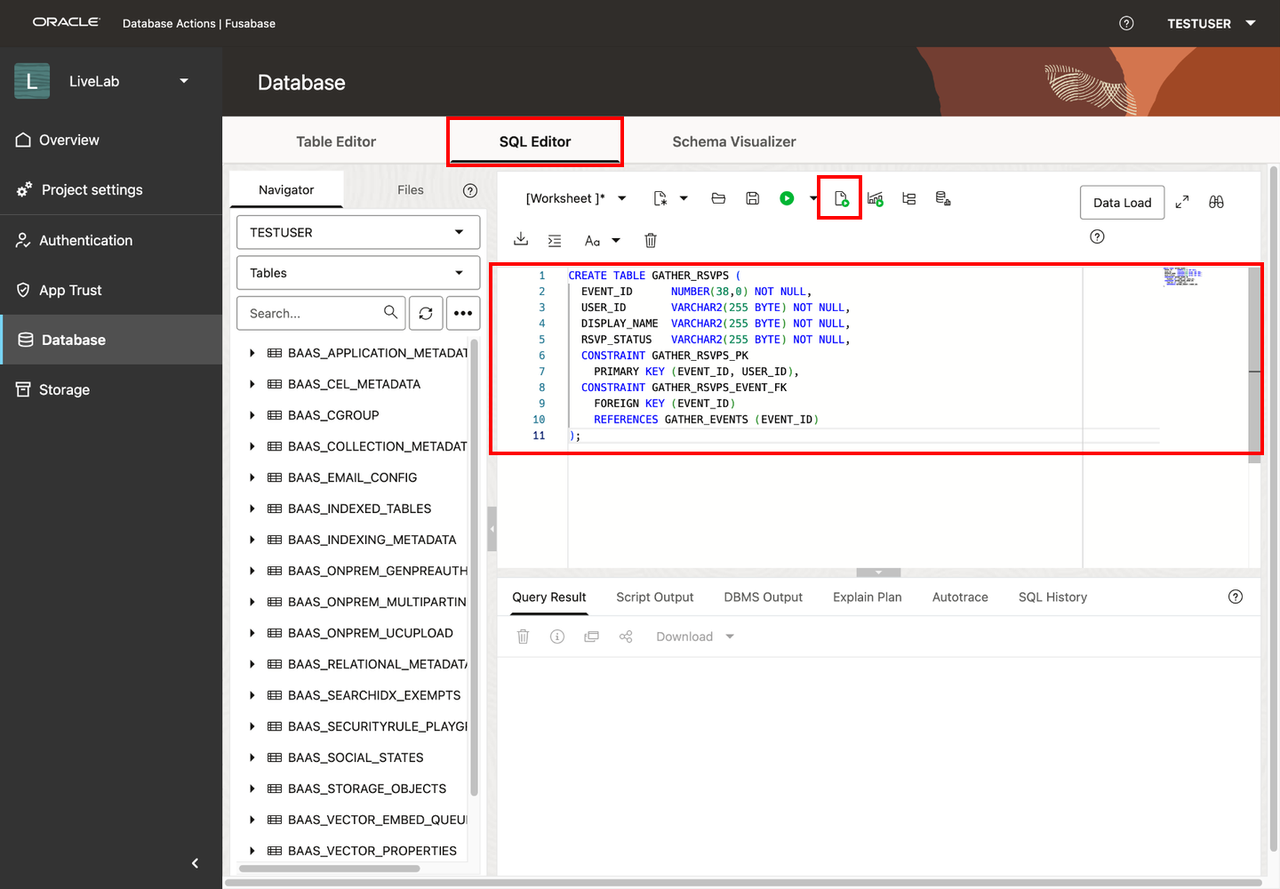 ORACLE Database Actions | Fusabase TESTUSER
L LiveLab
Database
Overview
Project settings
Authentication
App Trust
Database
Storage
Table Editor SQL Editor Schema Visualizer
Navigator Files
TESTUSER
Tables
Search...
BAAS_APPLICATION_METADAT
BAAS_CEL_METADATA
BAAS_CGROUP
BAAS_COLLECTION_METADAT
BAAS_EMAIL_CONFIG
BAAS_INDEXED_TABLES
BAAS_INDEXING_METADATA
BAAS_ONPREM_GENPREAUTH
BAAS_ONPREM_MULTIPARTIN
BAAS_ONPREM_UCUPLOAD
BAAS_RELATIONAL_METADATA
BAAS_SEARCHIDX_EXEMPTS
BAAS_SECURITYRULE_PLAYGI
BAAS_SOCIAL_STATES
BAAS_STORAGE_OBJECTS
BAAS_VECTOR_EMBED_QUEUI
BAAS_VECTOR_PROPERTIES
[Worksheet ]* Data Load
Aa
1 CREATE TABLE GATHER_RSVPS (
2 EVENT_ID NUMBER(38,0) NOT NULL,
3 USER_ID VARCHAR2(255 BYTE) NOT NULL,
4 DISPLAY_NAME VARCHAR2(255 BYTE) NOT NULL,
5 RSVP_STATUS VARCHAR2(255 BYTE) NOT NULL,
6 CONSTRAINT GATHER_RSVPS_PK
7 PRIMARY KEY (EVENT_ID, USER_ID),
8 CONSTRAINT GATHER_RSVPS_EVENT_FK
9 FOREIGN KEY (EVENT_ID)
10 REFERENCES GATHER_EVENTS (EVENT_ID)
11 );
Query Result Script Output DBMS Output Explain Plan Autotrace SQL History
Download